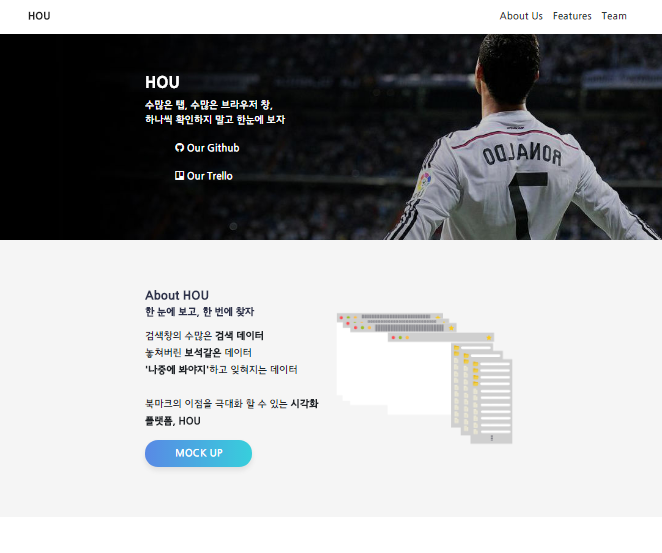 HOU
About Us Features Team
HOU
수많은 탭, 수많은 브라우저 창,
하나씩 확인하지 말고 한눈에 보자
Our Github
Our Trello
RONALDO
7
About HOU
한 눈에 보고, 한 번에 찾자
검색창의 수많은 검색 데이터
놓쳐버린 보석같은 데이터
'나중에 봐야지'하고 잊혀지는 데이터
북마크의 이점을 극대화 할 수 있는 시각화
플랫폼, HOU
MOCK UP